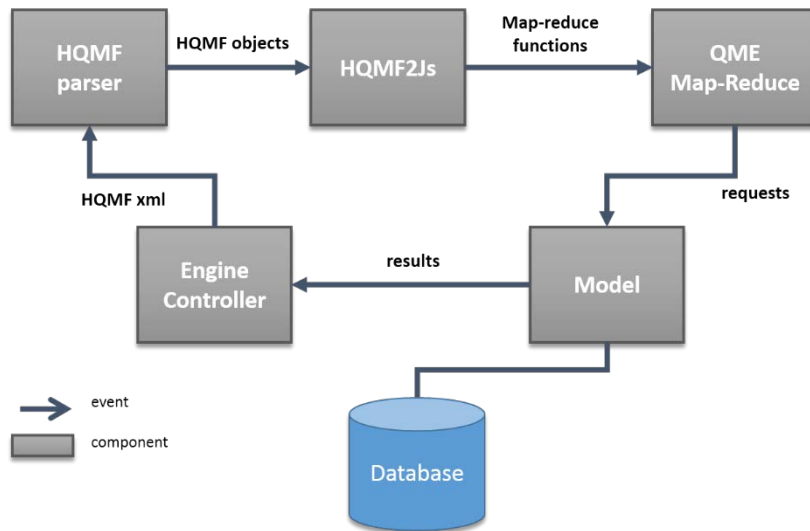 HQMF
parser
HQMF objects
HQMF2Js
Map-reduce
functions
QME
Map-Reduce
HQMF xml
requests
Engine
Controller
results
Model
event
component
Database